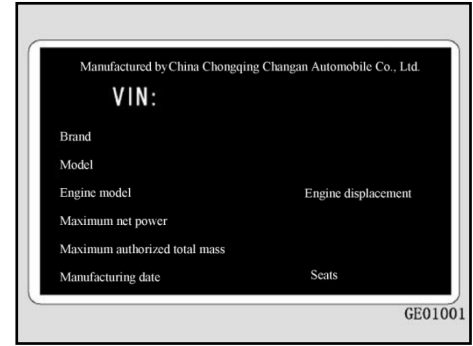 Manufactured by China Chongqing Changan Automobile Co., Ltd.
VIN:
Brand
Model
Engine model Engine displacement
Maximum net power
Maximum authorized total mass
Manufacturing date Seats
GE01001